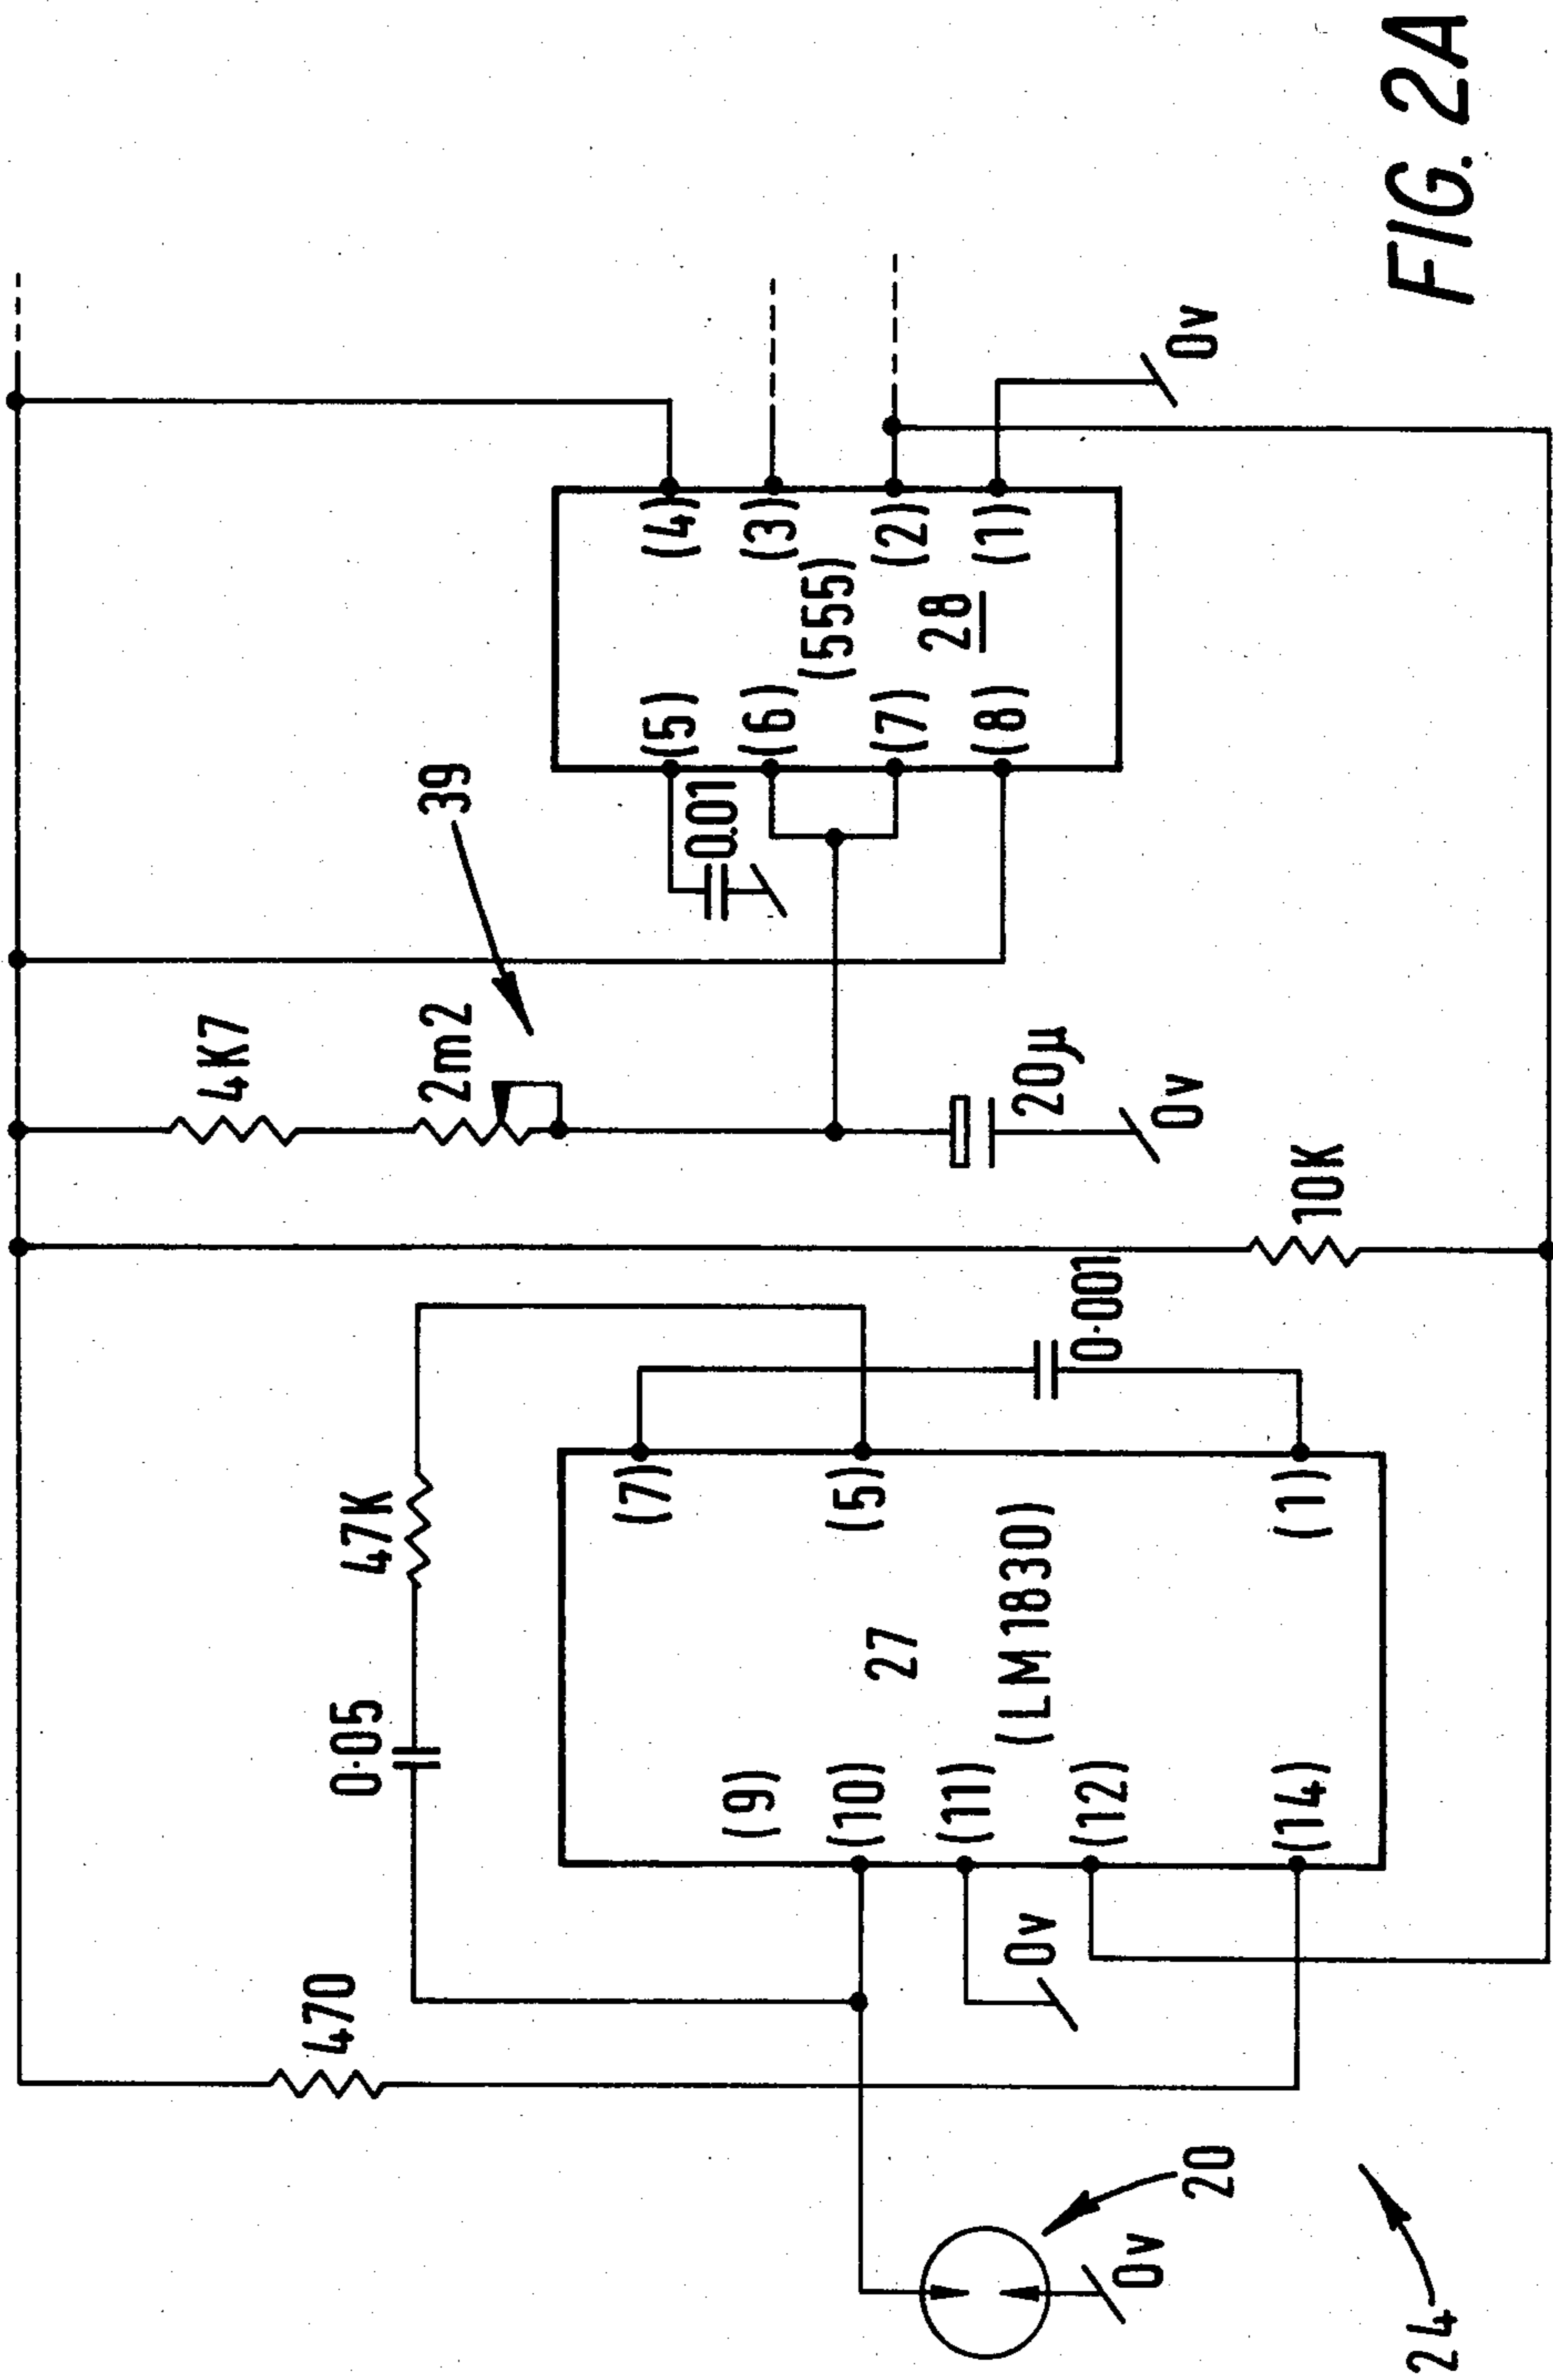 470
0·05
47K
4K7
2m2
39
(9)
(7)
(5)
(4)
0.01
(10)
(5)
(6)
(3)
(555)
(11)
27
(7)
(2)
28
0v
(LM1830)
(8)
(1)
(12)
0·001
20µ
0v
(14)
(1)
10K
0v
20
0v
24
FIG. 2A